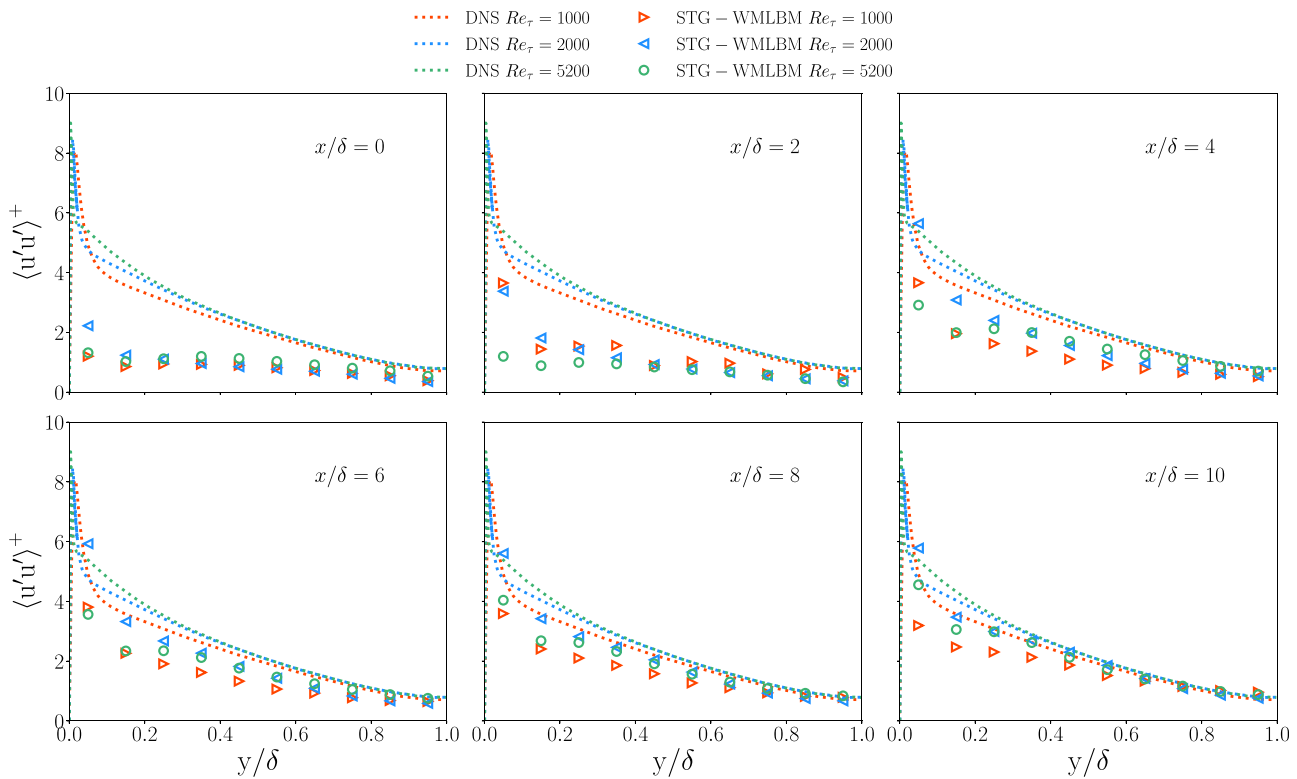 DNS Re_τ = 1000
DNS Re_τ = 2000
DNS Re_τ = 5200
STG − WMLBM Re_τ = 1000
STG − WMLBM Re_τ = 2000
STG − WMLBM Re_τ = 5200
10
8
6
4
2
0
⟨u′u′⟩⁺
x/δ = 0
x/δ = 2
x/δ = 4
10
8
6
4
2
0
⟨u′u′⟩⁺
x/δ = 6
x/δ = 8
x/δ = 10
0.0 0.2 0.4 0.6 0.8 1.0
0.0 0.2 0.4 0.6 0.8 1.0
0.0 0.2 0.4 0.6 0.8 1.0
y/δ
y/δ
y/δ